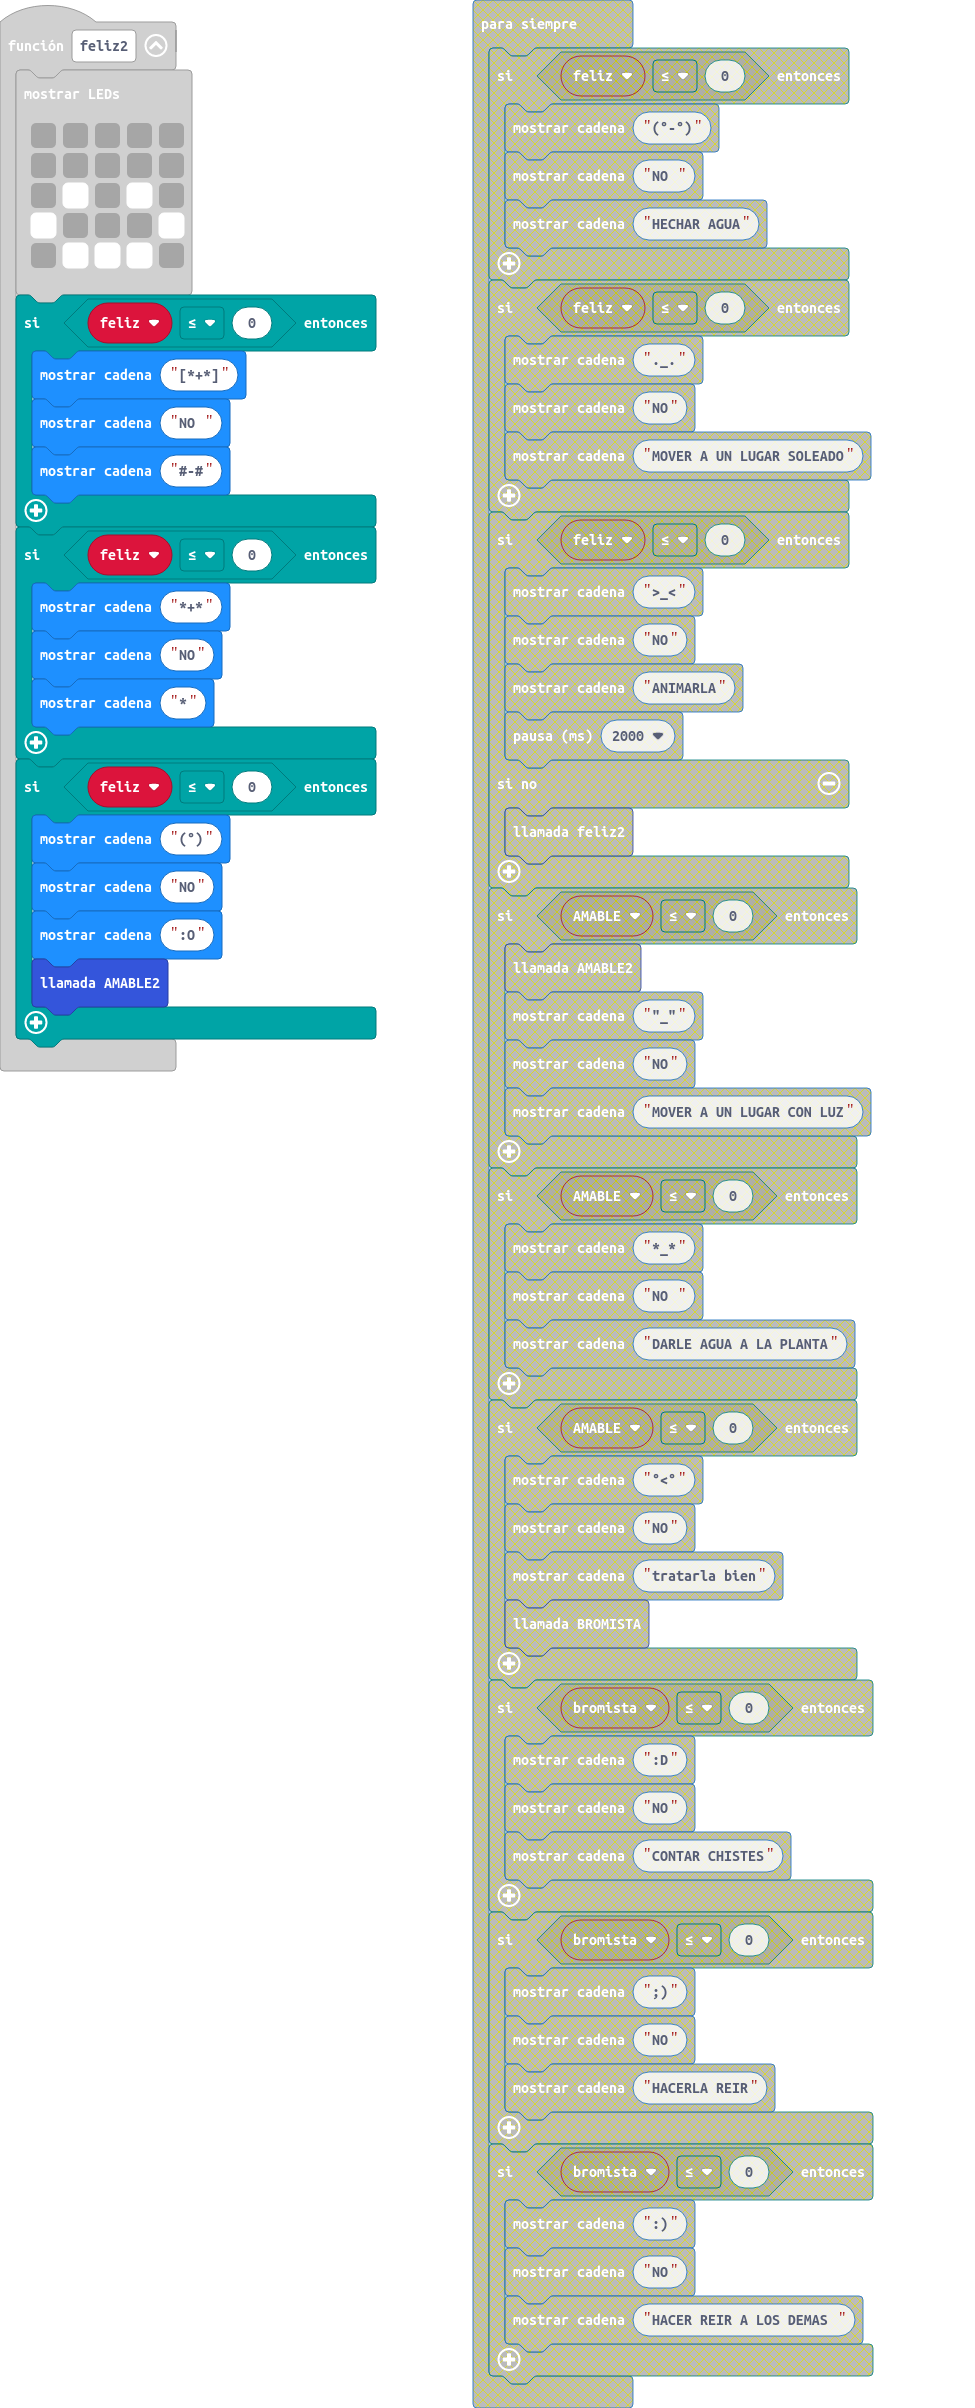 función feliz2
mostrar LEDs
si feliz ≤ 0 entonces
mostrar cadena "[*+*]"
mostrar cadena "NO "
mostrar cadena "#-#"
si feliz ≤ 0 entonces
mostrar cadena "*+*"
mostrar cadena "NO"
mostrar cadena "*"
si feliz ≤ 0 entonces
mostrar cadena "(°)"
mostrar cadena "NO"
mostrar cadena ":O"
llamada AMABLE2
para siempre
si feliz ≤ 0 entonces
mostrar cadena "(°-°)"
mostrar cadena "NO "
mostrar cadena "HECHAR AGUA"
si feliz ≤ 0 entonces
mostrar cadena "._."
mostrar cadena "NO"
mostrar cadena "MOVER A UN LUGAR SOLEADO"
si feliz ≤ 0 entonces
mostrar cadena ">_<"
mostrar cadena "NO"
mostrar cadena "ANIMARLA"
pausa (ms) 2000
si no
llamada feliz2
si AMABLE ≤ 0 entonces
llamada AMABLE2
mostrar cadena ""_""
mostrar cadena "NO"
mostrar cadena "MOVER A UN LUGAR CON LUZ"
si AMABLE ≤ 0 entonces
mostrar cadena "*_*"
mostrar cadena "NO "
mostrar cadena "DARLE AGUA A LA PLANTA"
si AMABLE ≤ 0 entonces
mostrar cadena "°<°"
mostrar cadena "NO"
mostrar cadena "tratarla bien"
llamada BROMISTA
si bromista ≤ 0 entonces
mostrar cadena ":D"
mostrar cadena "NO"
mostrar cadena "CONTAR CHISTES"
si bromista ≤ 0 entonces
mostrar cadena ";)"
mostrar cadena "NO"
mostrar cadena "HACERLA REIR"
si bromista ≤ 0 entonces
mostrar cadena ":)"
mostrar cadena "NO"
mostrar cadena "HACER REIR A LOS DEMAS "